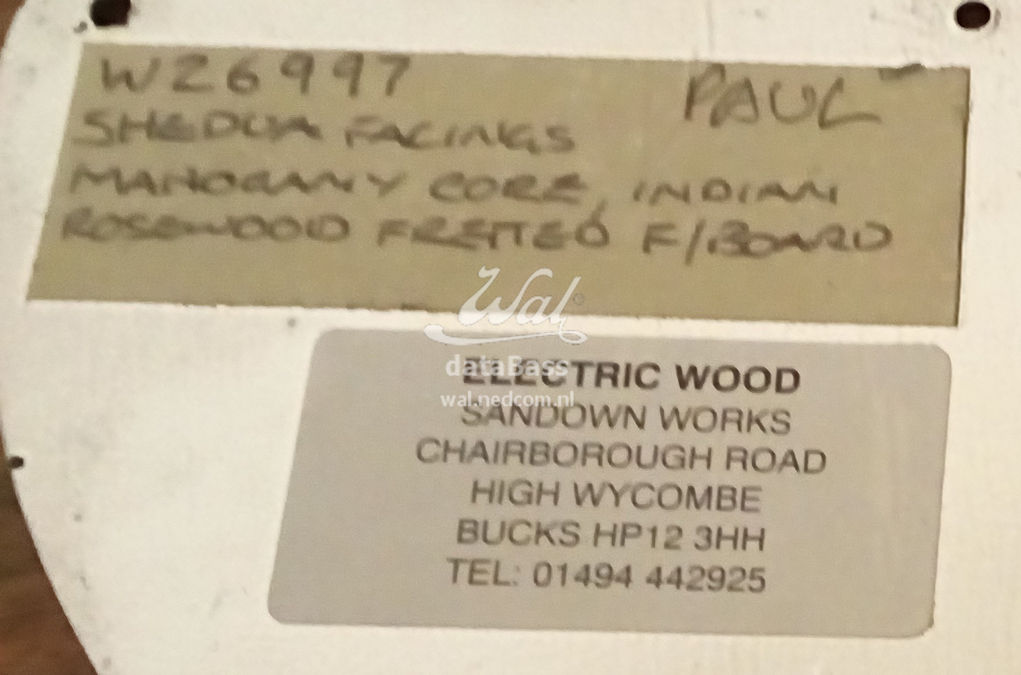 W26997 PAUL
SHEDUA FACINGS
MAHOGANY CORE, INDIAN
ROSEWOOD FRETTED F/BOARD
Wal
dataBass
wal.nedcom.nl
ELECTRIC WOOD
SANDOWN WORKS
CHAIRBOROUGH ROAD
HIGH WYCOMBE
BUCKS HP12 3HH
TEL: 01494 442925